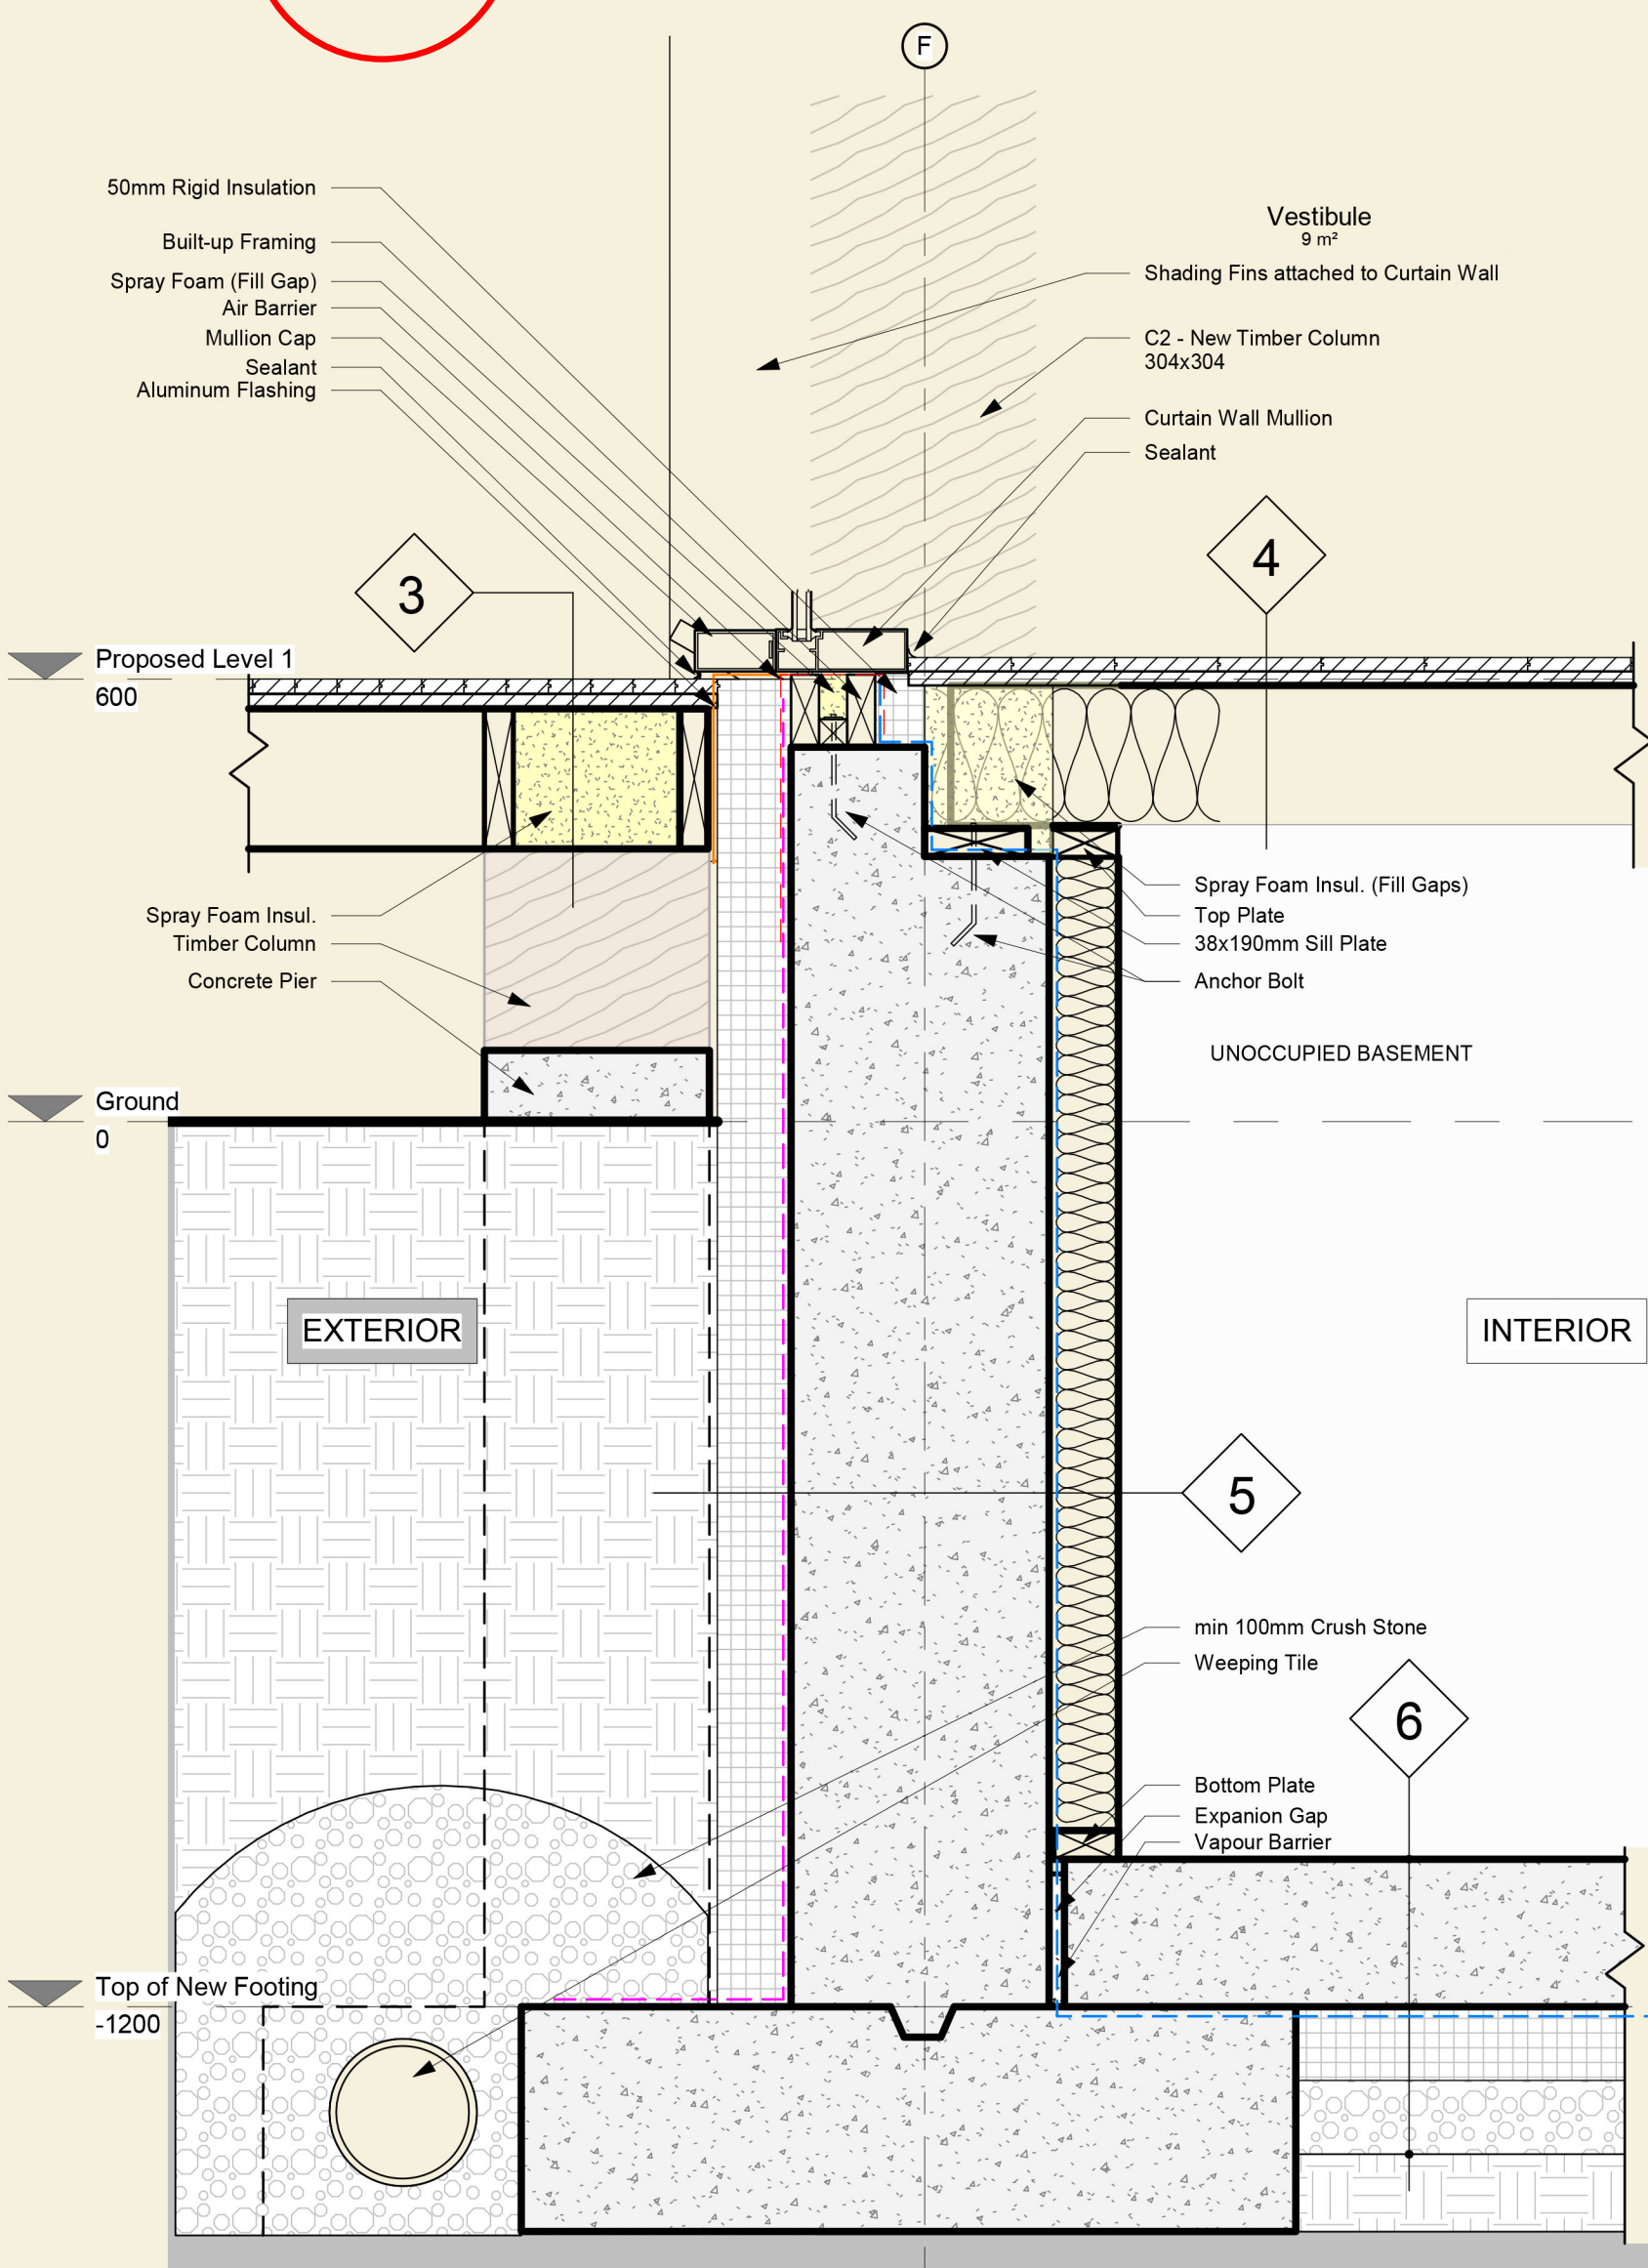 F
50mm Rigid Insulation
Built-up Framing
Spray Foam (Fill Gap)
Air Barrier
Mullion Cap
Sealant
Aluminum Flashing
Vestibule
9 m²
Shading Fins attached to Curtain Wall
C2 - New Timber Column
304x304
Curtain Wall Mullion
Sealant
3
4
Proposed Level 1
600
Spray Foam Insul.
Timber Column
Concrete Pier
Spray Foam Insul. (Fill Gaps)
Top Plate
38x190mm Sill Plate
Anchor Bolt
UNOCCUPIED BASEMENT
Ground
0
EXTERIOR
INTERIOR
5
min 100mm Crush Stone
Weeping Tile
6
Bottom Plate
Expanion Gap
Vapour Barrier
Top of New Footing
-1200